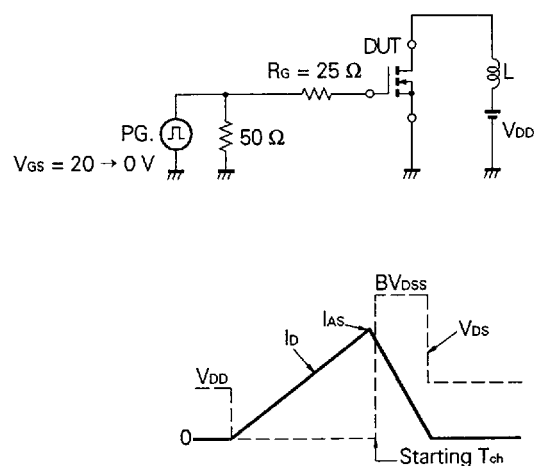 DUT
RG = 25 Ω
L
PG.
50 Ω
VDD
VGS = 20 → 0 V
BVDSS
IAS
ID
VDS
VDD
0
Starting Tch